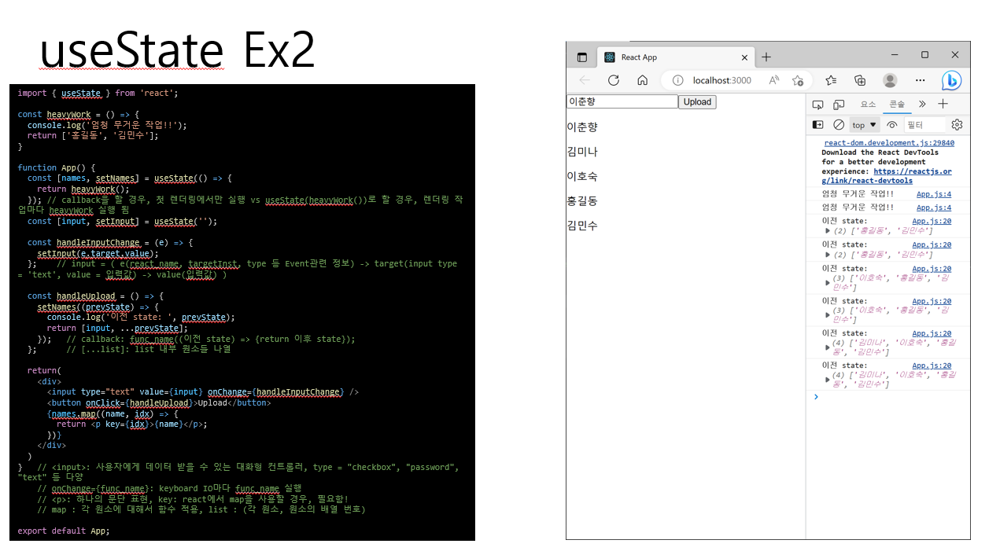 useState Ex2
import { useState } from 'react';
const heavyWork = () => {
console.log('엄청 무거운 작업!!');
return ['홍길동', '김민수'];
}
function App() {
const [names, setNames] = useState(() => {
return heavyWork();
}); // callback을 할 경우, 첫 렌더링에서만 실행 vs useState(heavyWork())로 할 경우, 렌더링 작
업마다 heavyWork 실행 됨
const [input, setInput] = useState('');
const handleInputChange = (e) => {
setInput(e.target.value);
}; // input = ( e(react_name, targetInst, type 등 Event관련 정보) -> target(input type
= 'text', value = 입력값) -> value(입력값) )
const handleUpload = () => {
setNames((prevState) => {
console.log('이전 state: ', prevState);
return [input, ...prevState];
}); // callback: func_name((이전 state) => {return 이후 state});
}; // [...list]: list 내부 원소들 나열
return(
<div>
<input type="text" value={input} onChange={handleInputChange} />
<button onClick={handleUpload}>Upload</button>
{names.map((name, idx) => {
return <p key={idx}>{name}</p>;
})}
</div>
)
} // <input>: 사용자에게 데이터 받을 수 있는 대화형 컨트롤러, type = "checkbox", "password",
"text" 등 다양
// onChange={func_name}: keyboard IO마다 func_name 실행
// <p>: 하나의 문단 표현, key: react에서 map을 사용할 경우, 필요함!
// map : 각 원소에 대해서 함수 적용, list : (각 원소, 원소의 배열 번호)
export default App;
React App
localhost:3000
이춘향 Upload
이춘향
김미나
이호숙
홍길동
김민수
요소 콘솔
top 필터
react-dom.development.js:29840
Download the React DevTools
for a better development
experience: https://reactjs.or
g/link/react-devtools
엄청 무거운 작업!! App.js:4
엄청 무거운 작업!! App.js:4
이전 state: App.js:20
(2) ['홍길동', '김민수']
이전 state: App.js:20
(2) ['홍길동', '김민수']
이전 state: App.js:20
(3) ['이호숙', '홍길동', '김
민수']
이전 state: App.js:20
(3) ['이호숙', '홍길동', '김
민수']
이전 state: App.js:20
(4) ['김미나', '이호숙', '홍길
동', '김민수']
이전 state: App.js:20
(4) ['김미나', '이호숙', '홍길
동', '김민수']